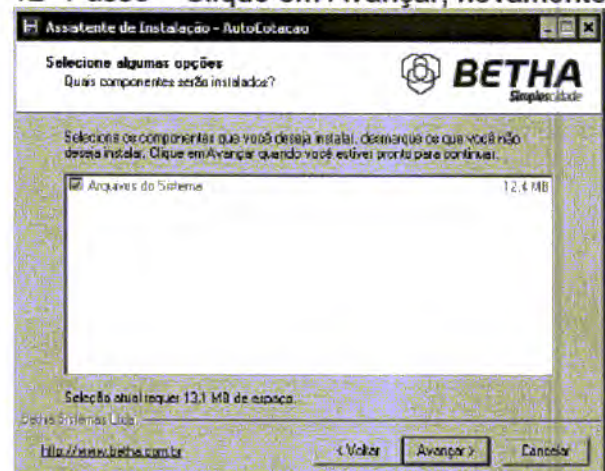 12º Passo – Clique em Avançar, novamente
Assistente de Instalação - AutoCotacao
Selecione algumas opções
Quais componentes serão instalados?
BETHA
Simplescidade
Selecione os componentes que você deseja instalar, desmarque os que você não
deseja instalar. Clique em Avançar quando você estiver pronto para continuar.
Arquivos do Sistema 12,4 MB
Seleção atual requer 13,1 MB de espaço.
Betha Sistemas Ltda
http://www.betha.com.br < Voltar Avançar > Cancelar